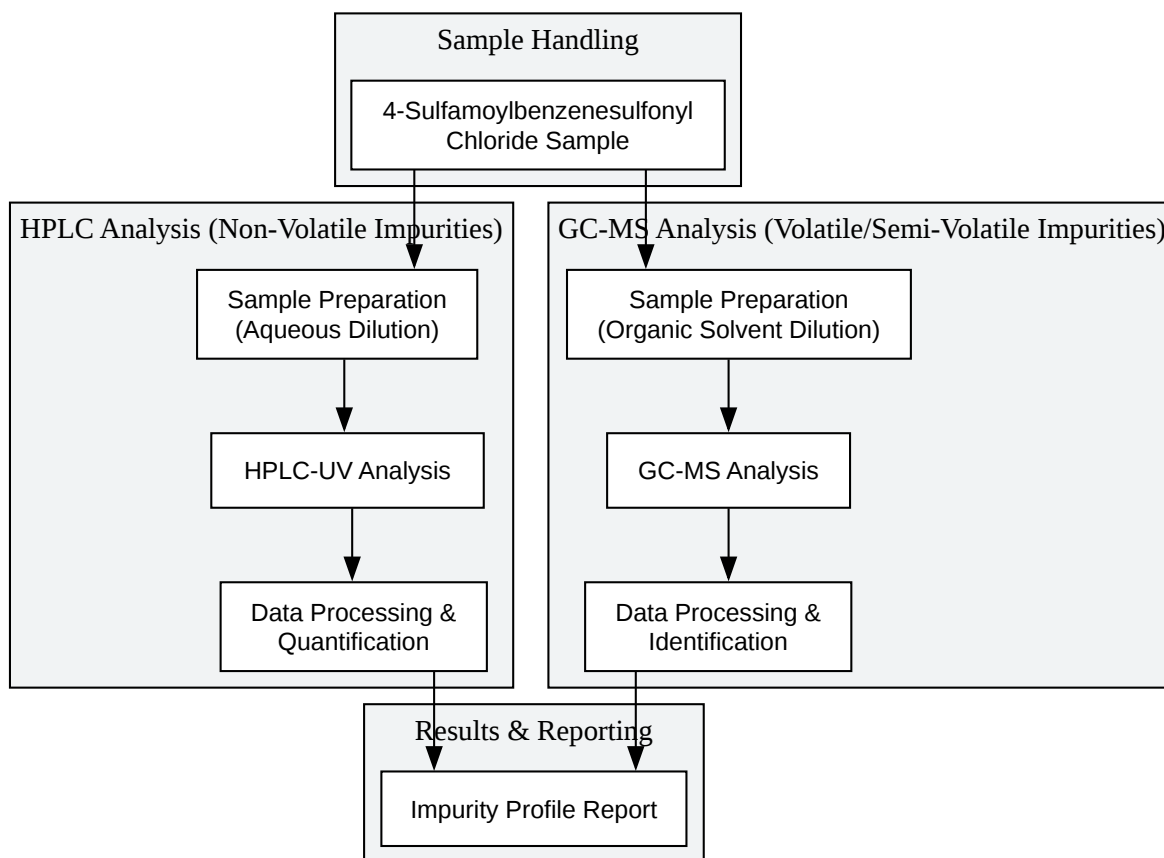 Sample Handling
4-Sulfamoylbenzenesulfonyl
Chloride Sample
HPLC Analysis (Non-Volatile Impurities)
Sample Preparation
(Aqueous Dilution)
HPLC-UV Analysis
Data Processing &
Quantification
GC-MS Analysis (Volatile/Semi-Volatile Impurities)
Sample Preparation
(Organic Solvent Dilution)
GC-MS Analysis
Data Processing &
Identification
Results & Reporting
Impurity Profile Report